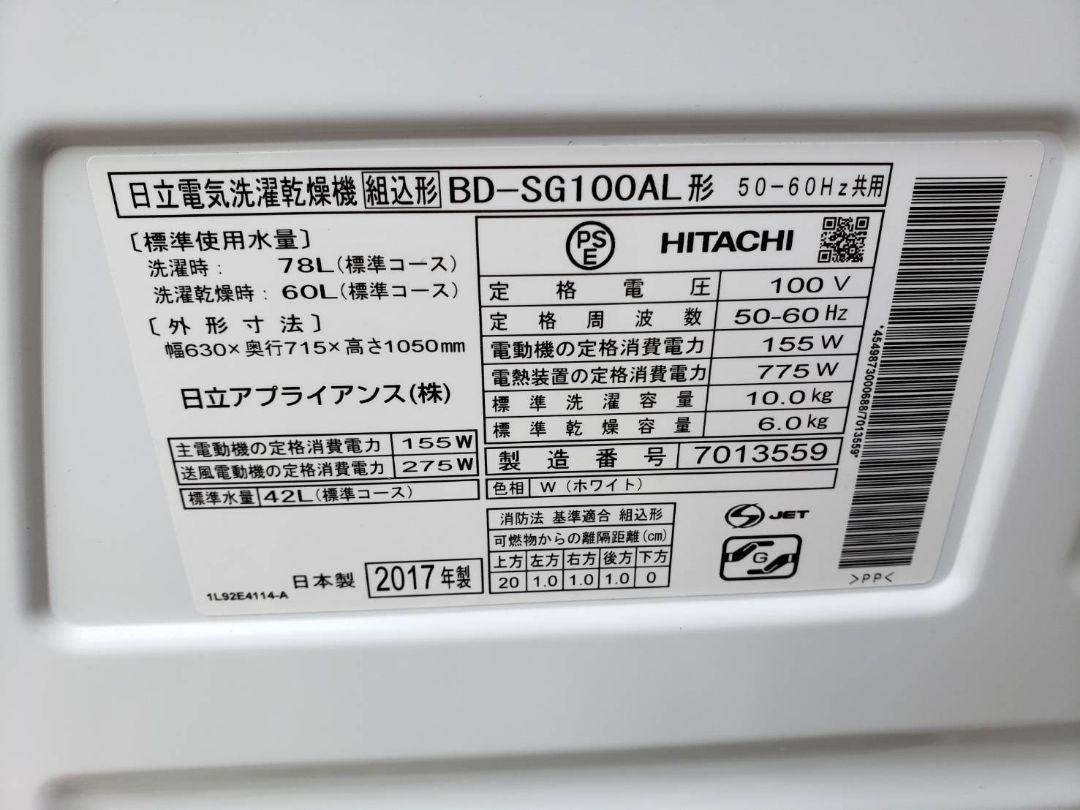 日立電気洗濯乾燥機 組込形 BD-SG100AL形 50-60Hz共用
〔標準使用水量〕
洗濯時: 78L(標準コース)
洗濯乾燥時: 60L(標準コース)
〔外形寸法〕
幅630×奥行715×高さ1050mm
日立アプライアンス(株)
主電動機の定格消費電力 155W
送風電動機の定格消費電力 275W
標準水量 42L(標準コース)
日本製 2017年製
1L92E4114-A
PSE HITACHI
定格電圧 100V
定格周波数 50-60Hz
電動機の定格消費電力 155W
電熱装置の定格消費電力 775W
標準洗濯容量 10.0kg
標準乾燥容量 6.0kg
製造番号 7013559
色相 W(ホワイト)
消防法 基準適合 組込形
可燃物からの離隔距離(cm)
上方 左方 右方 後方 下方
20 1.0 1.0 1.0 0
JET
G
*4549873000688/7013559*
>PP<